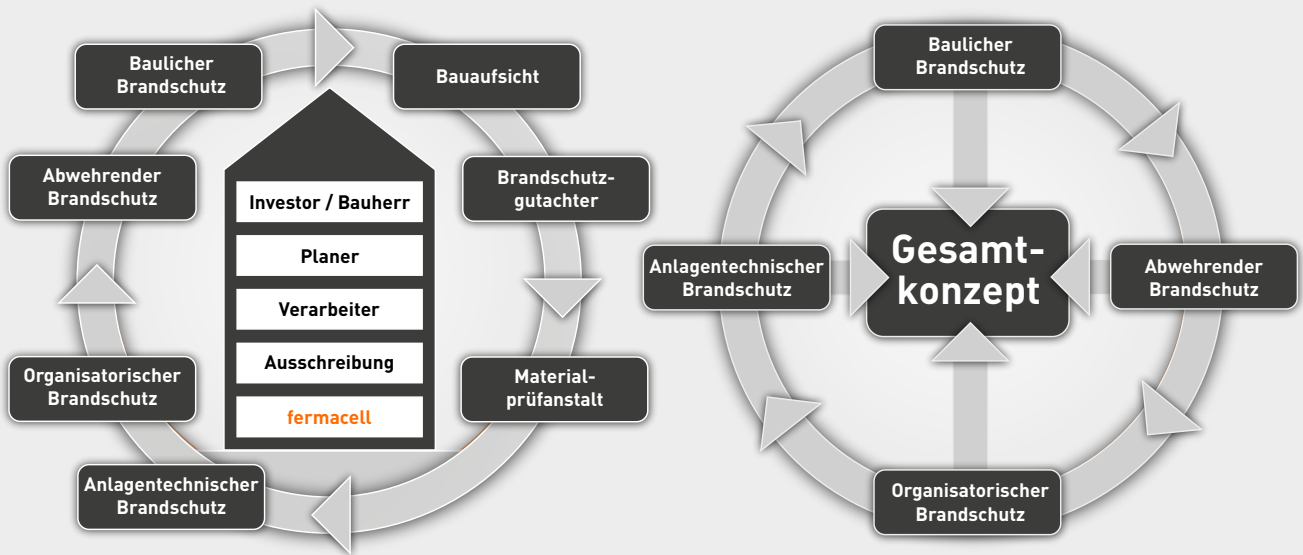 Baulicher
Brandschutz
Bauaufsicht
Abwehrender
Brandschutz
Brandschutz-
gutachter
Organisatorischer
Brandschutz
Material-
prüfanstalt
Anlagentechnischer
Brandschutz
Investor / Bauherr
Planer
Verarbeiter
Ausschreibung
fermacell
Baulicher
Brandschutz
Anlagentechnischer
Brandschutz
Gesamt-
konzept
Abwehrender
Brandschutz
Organisatorischer
Brandschutz